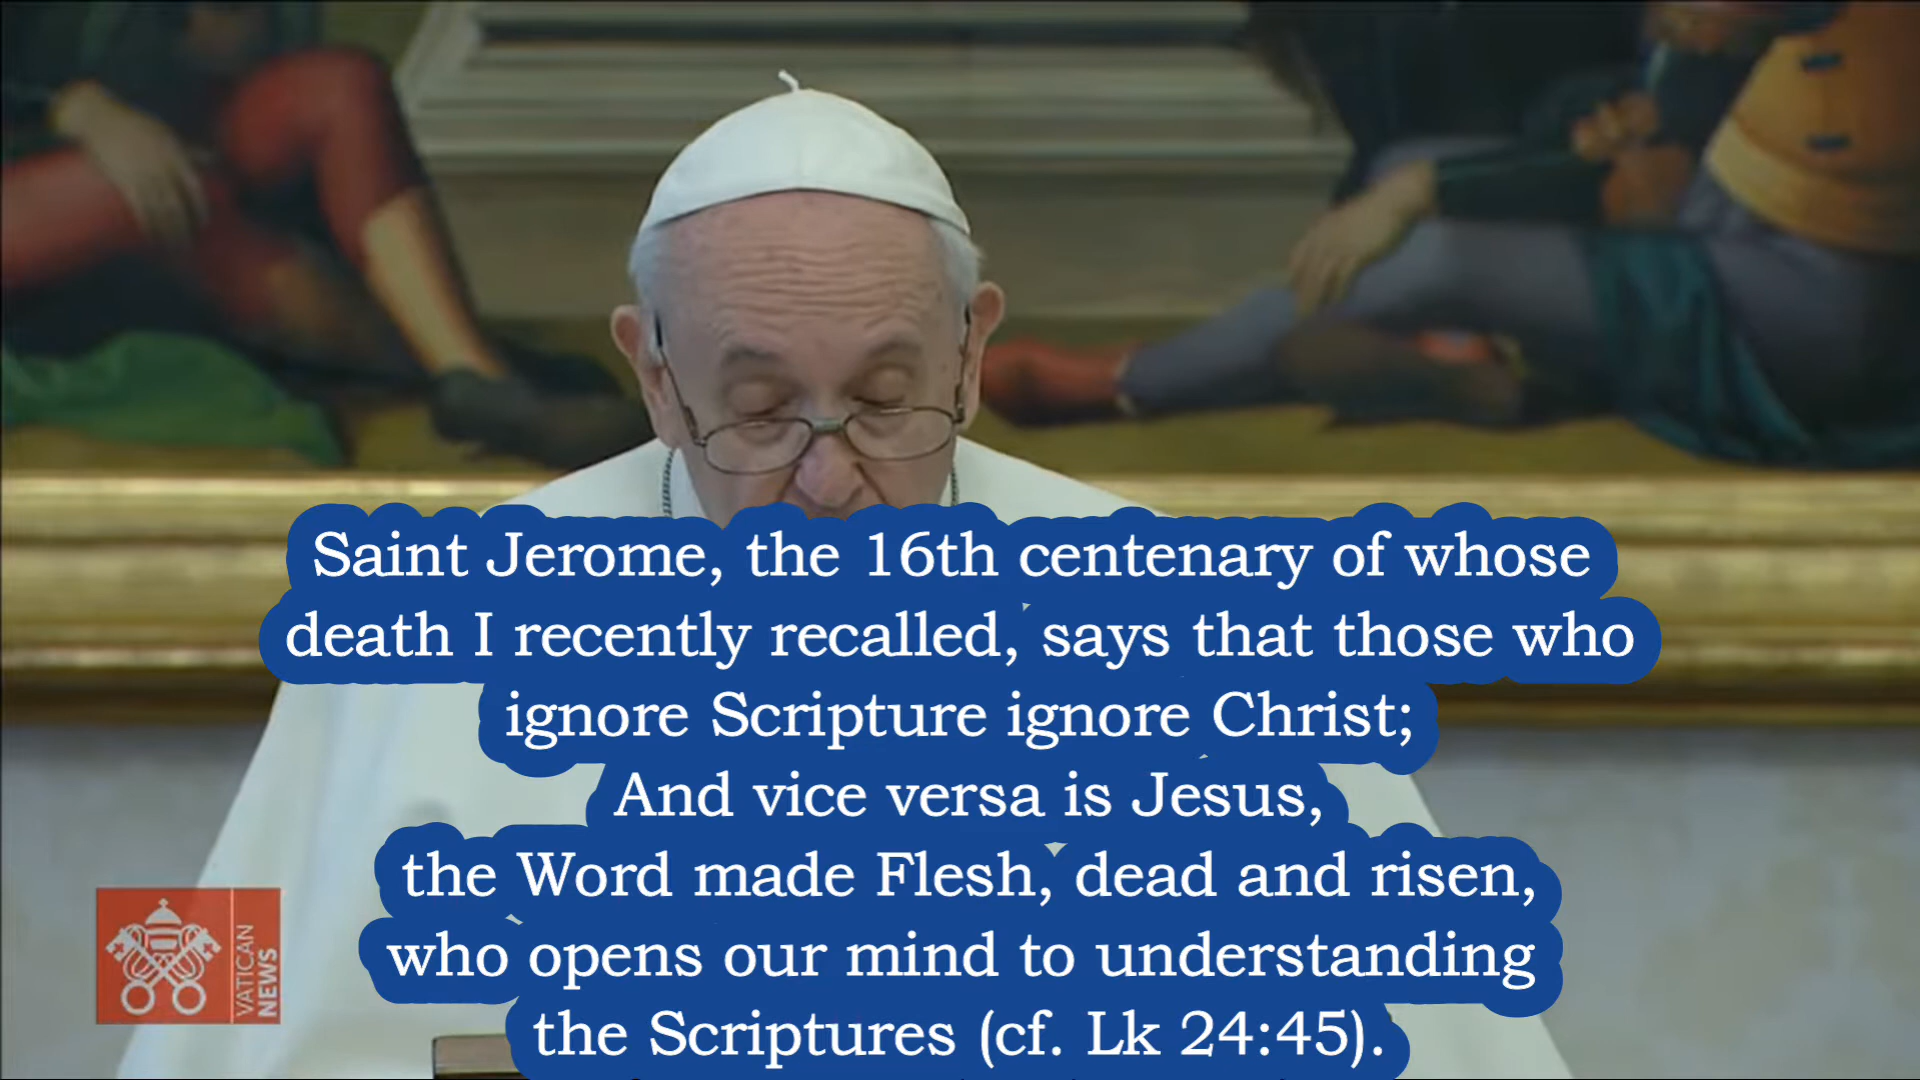 Saint Jerome, the 16th centenary of whose
death I recently recalled, says that those who
ignore Scripture ignore Christ;
And vice versa is Jesus,
the Word made Flesh, dead and risen,
who opens our mind to understanding
the Scriptures (cf. Lk 24:45).
VATICAN
NEWS